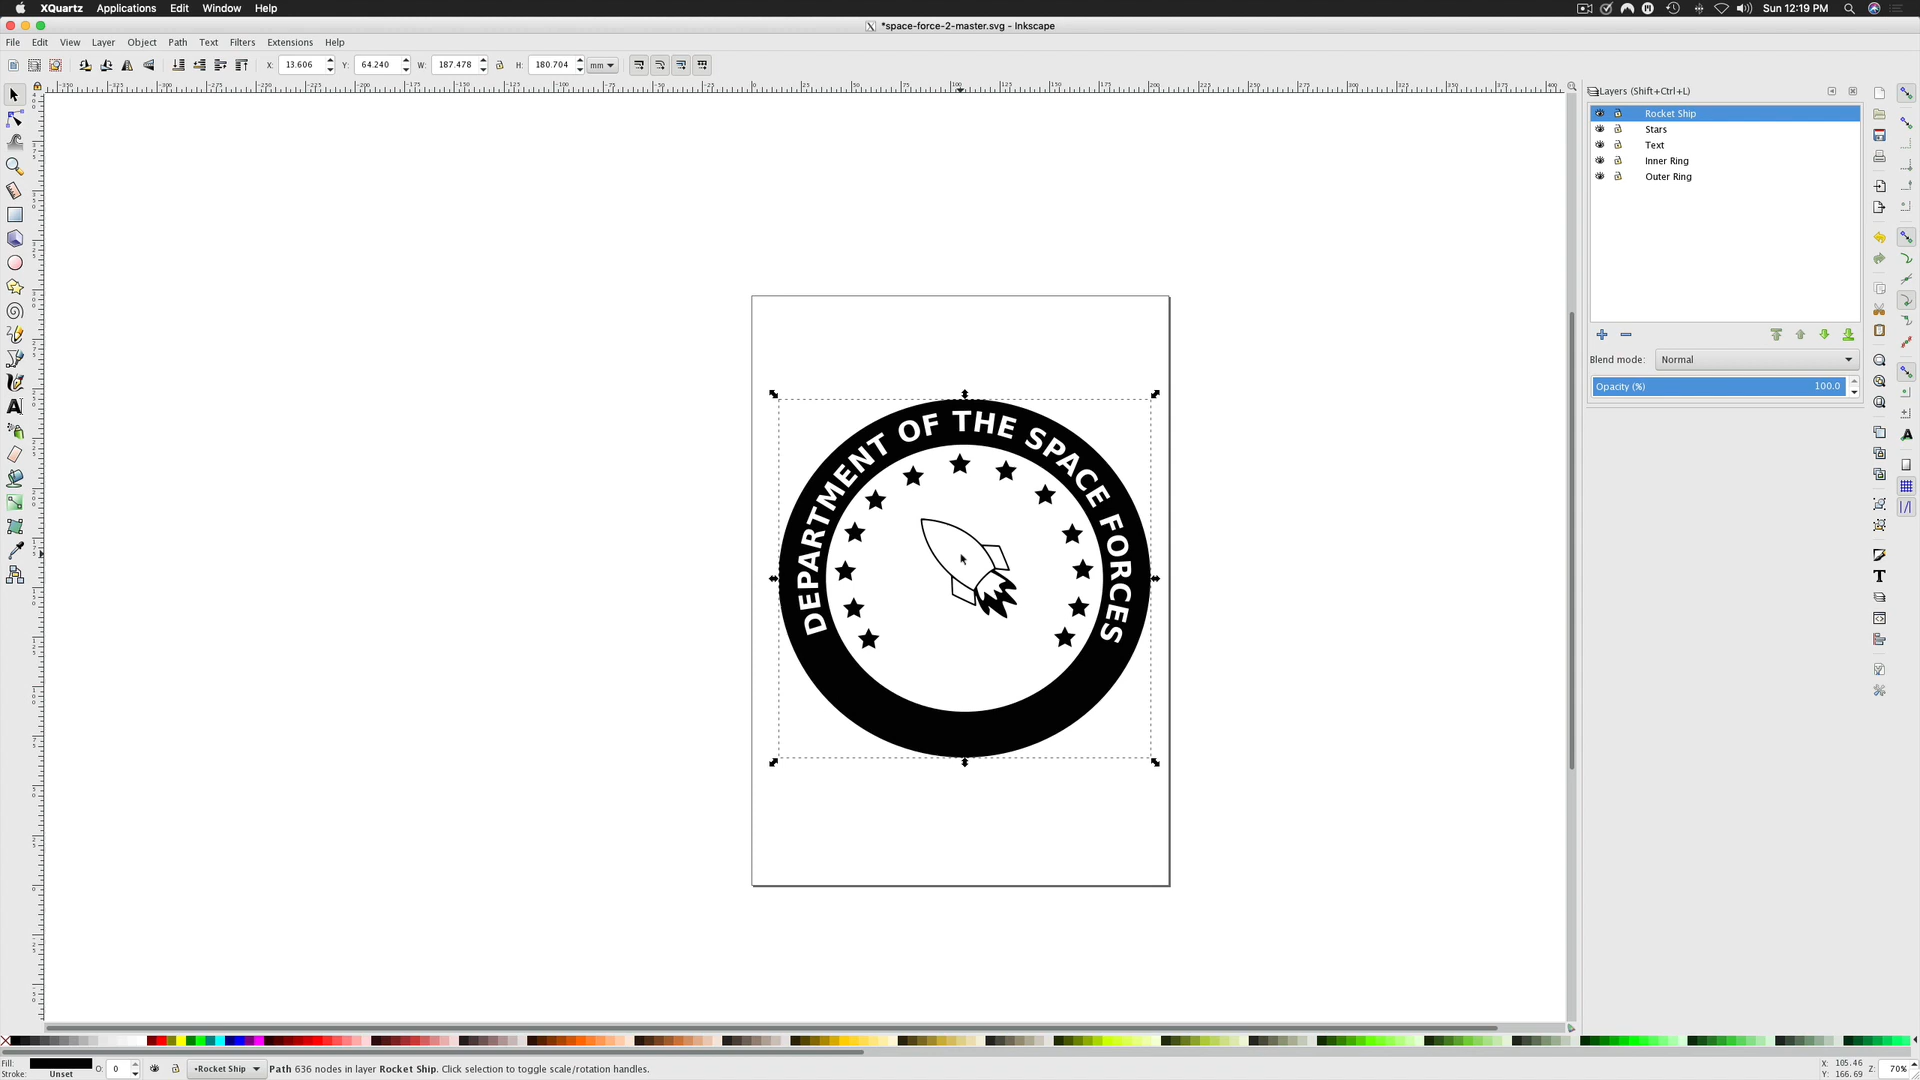 XQuartz Applications Edit Window Help
Sun 12:19 PM
*space-force-2-master.svg - Inkscape
File Edit View Layer Object Path Text Filters Extensions Help
X: 13.606 Y: 64.240 W: 187.478 H: 180.704 mm
Layers (Shift+Ctrl+L)
Rocket Ship
Stars
Text
Inner Ring
Outer Ring
Blend mode: Normal
Opacity (%) 100.0
DEPARTMENT OF THE SPACE FORCES
Fill:
Stroke: Unset
O: 0
•Rocket Ship
Path 636 nodes in layer Rocket Ship. Click selection to toggle scale/rotation handles.
X: 105.46
Y: 166.69
Z: 70%